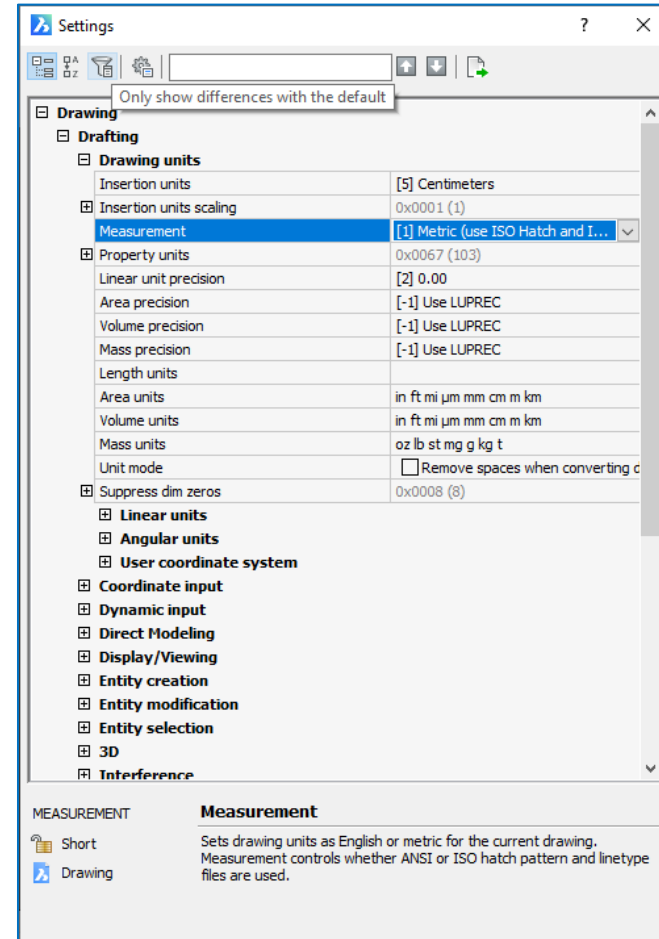 Settings ? ×
Only show differences with the default
Drawing
Drafting
Drawing units
Insertion units [5] Centimeters
Insertion units scaling 0x0001 (1)
Measurement [1] Metric (use ISO Hatch and I...
Property units 0x0067 (103)
Linear unit precision [2] 0.00
Area precision [-1] Use LUPREC
Volume precision [-1] Use LUPREC
Mass precision [-1] Use LUPREC
Length units
Area units in ft mi µm mm cm m km
Volume units in ft mi µm mm cm m km
Mass units oz lb st mg g kg t
Unit mode Remove spaces when converting d
Suppress dim zeros 0x0008 (8)
Linear units
Angular units
User coordinate system
Coordinate input
Dynamic input
Direct Modeling
Display/Viewing
Entity creation
Entity modification
Entity selection
3D
Interference
MEASUREMENT Measurement
Short Sets drawing units as English or metric for the current drawing.
Measurement controls whether ANSI or ISO hatch pattern and linetype
Drawing files are used.